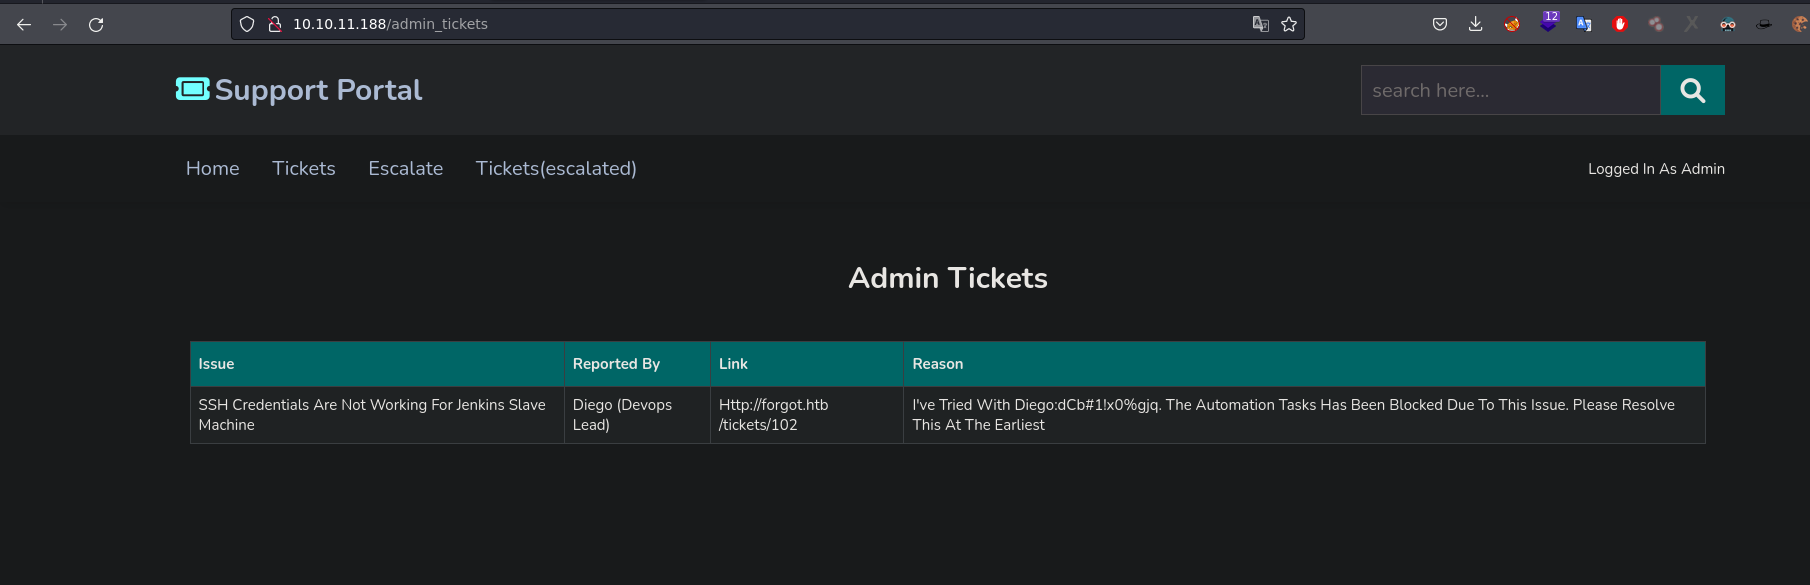 10.10.11.188/admin_tickets
12
Support Portal
search here...
Home Tickets Escalate Tickets(escalated)
Logged In As Admin
Admin Tickets
Issue Reported By Link Reason
SSH Credentials Are Not Working For Jenkins Slave
Machine
Diego (Devops
Lead)
Http://forgot.htb
/tickets/102
I've Tried With Diego:dCb#1!x0%gjq. The Automation Tasks Has Been Blocked Due To This Issue. Please Resolve
This At The Earliest